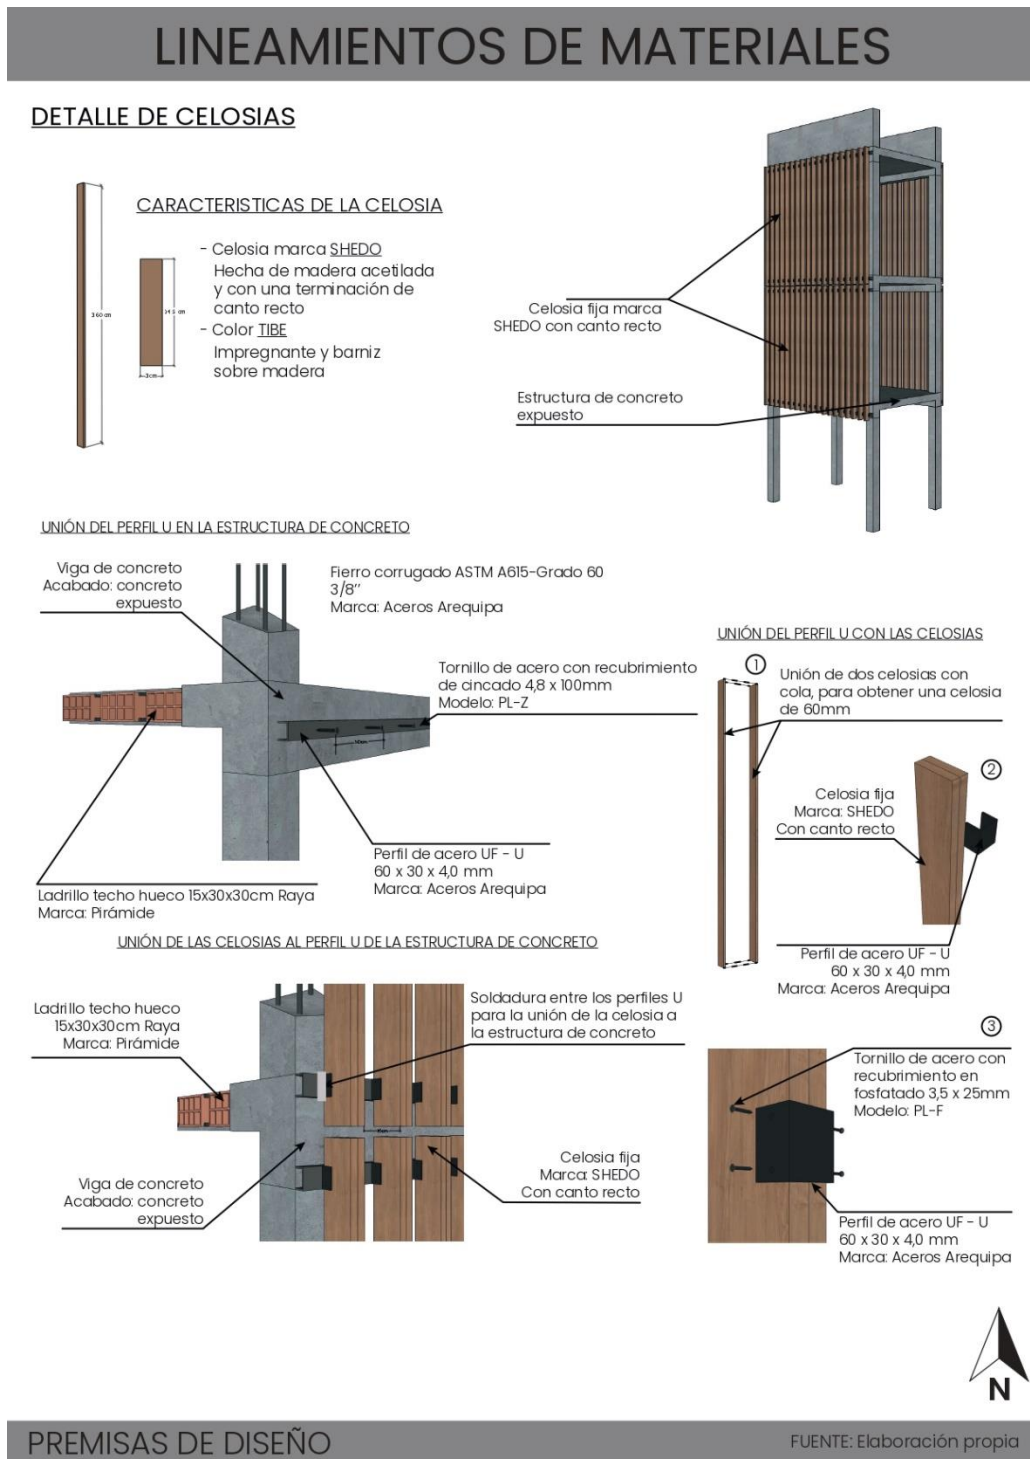 LINEAMIENTOS DE MATERIALES
DETALLE DE CELOSIAS
CARACTERISTICAS DE LA CELOSIA
- Celosia marca SHEDO
Hecha de madera acetilada
y con una terminación de
canto recto
- Color TIBE
Impregnante y barniz
sobre madera
3 cm
Celosia fija marca
SHEDO con canto recto
Estructura de concreto
expuesto
UNIÓN DEL PERFIL U EN LA ESTRUCTURA DE CONCRETO
Viga de concreto
Acabado: concreto
expuesto
Fierro corrugado ASTM A615-Grado 60
3/8''
Marca: Aceros Arequipa
Tornillo de acero con recubrimiento
de cincado 4,8 x 100mm
Modelo: PL-Z
Perfil de acero UF - U
60 x 30 x 4,0 mm
Marca: Aceros Arequipa
Ladrillo techo hueco 15x30x30cm Raya
Marca: Pirámide
UNIÓN DEL PERFIL U CON LAS CELOSIAS
1
Unión de dos celosias con
cola, para obtener una celosia
de 60mm
2
Celosia fija
Marca: SHEDO
Con canto recto
Perfil de acero UF - U
60 x 30 x 4,0 mm
Marca: Aceros Arequipa
3
Tornillo de acero con
recubrimiento en
fosfatado 3,5 x 25mm
Modelo: PL-F
Perfil de acero UF - U
60 x 30 x 4,0 mm
Marca: Aceros Arequipa
UNIÓN DE LAS CELOSIAS AL PERFIL U DE LA ESTRUCTURA DE CONCRETO
Ladrillo techo hueco
15x30x30cm Raya
Marca: Pirámide
Soldadura entre los perfiles U
para la unión de la celosia a
la estructura de concreto
Viga de concreto
Acabado: concreto
expuesto
Celosia fija
Marca: SHEDO
Con canto recto
N
PREMISAS DE DISEÑO
FUENTE: Elaboración propia